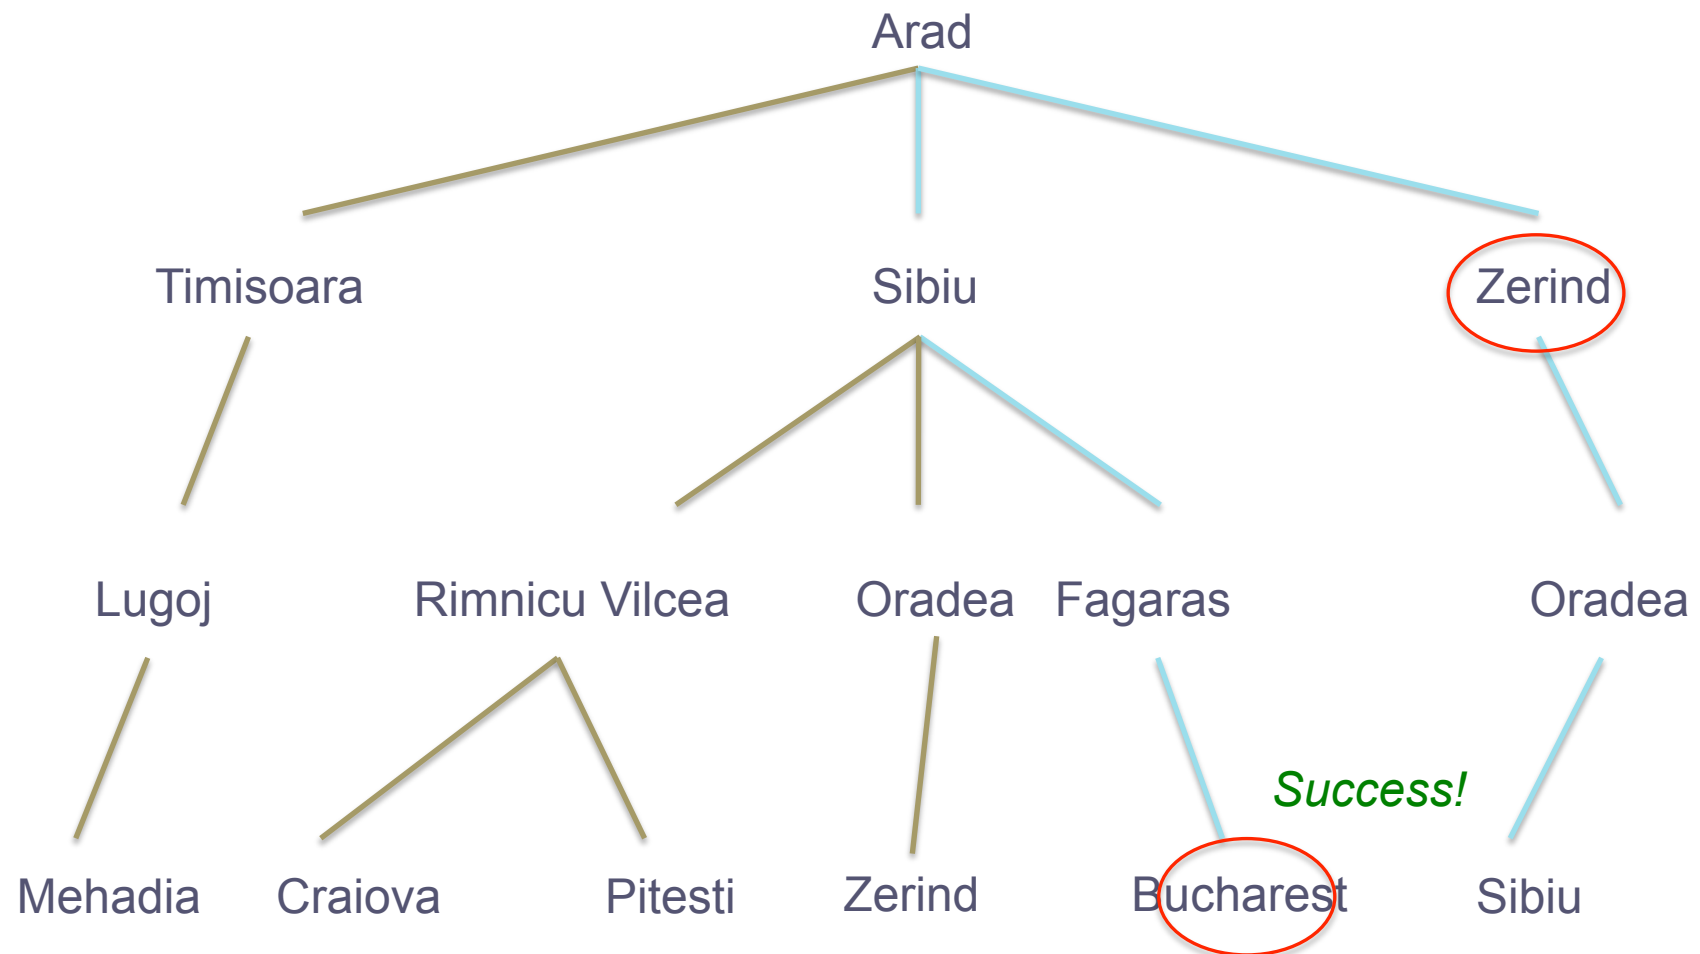 Arad
Timisoara Sibiu Zerind
Lugoj Rimnicu Vilcea Oradea Fagaras Oradea
Success!
Mehadia Craiova Pitesti Zerind Bucharest Sibiu